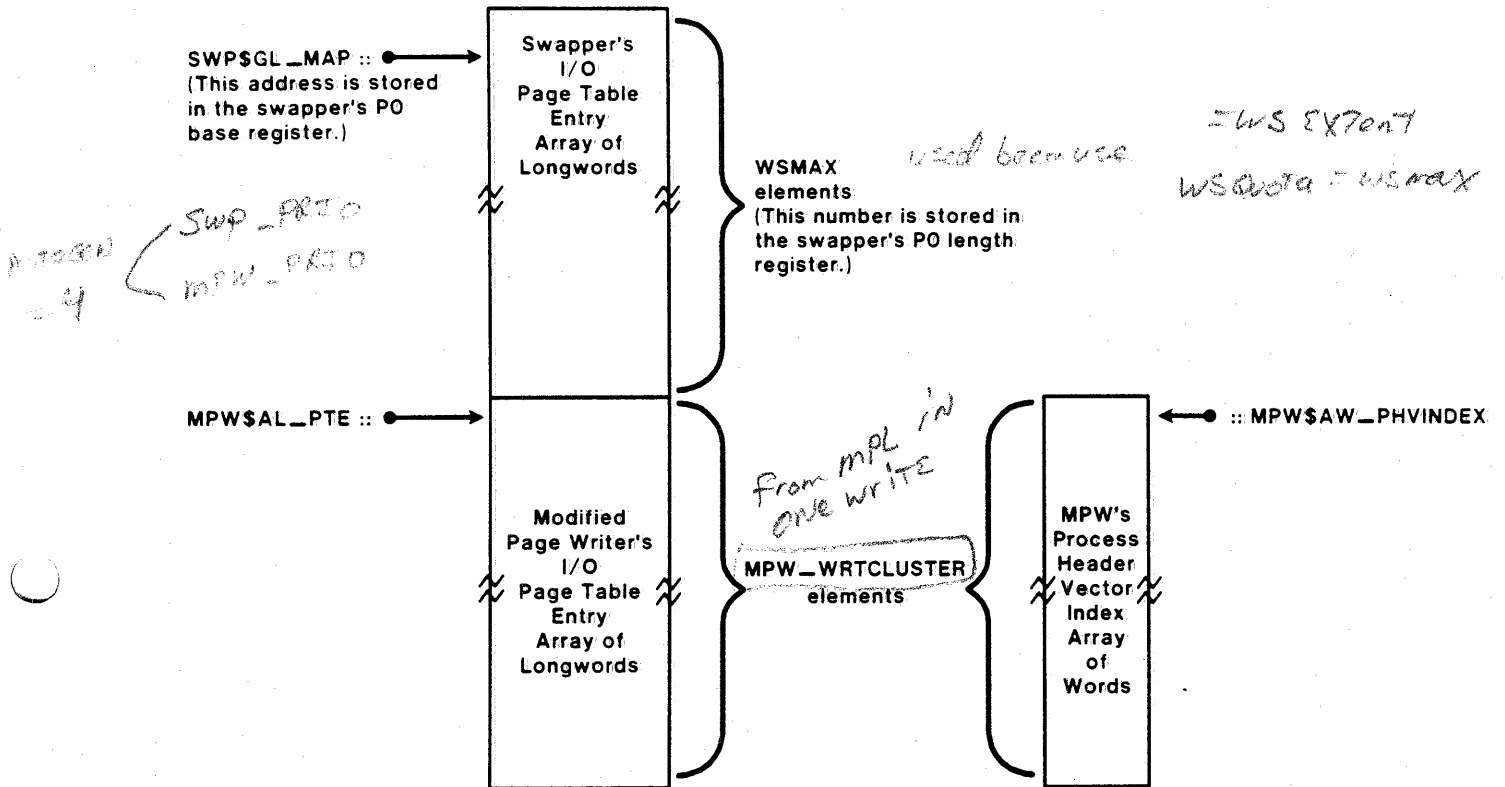 SWP$GL_MAP ::
(This address is stored
in the swapper's P0
base register.)
Swapper's
I/O
Page Table
Entry
Array of
Longwords
WSMAX
elements
(This number is stored in
the swapper's P0 length
register.)
used because
= WS EXTENT
WSQuota = WSmax
SWP_PRIO
MPW_PRIO
= 4
MPW$AL_PTE ::
:: MPW$AW_PHVINDEX
from MPL in
one write
Modified
Page Writer's
I/O
Page Table
Entry
Array of
Longwords
MPW_WRTCLUSTER
elements
MPW's
Process
Header
Vector
Index
Array
of
Words